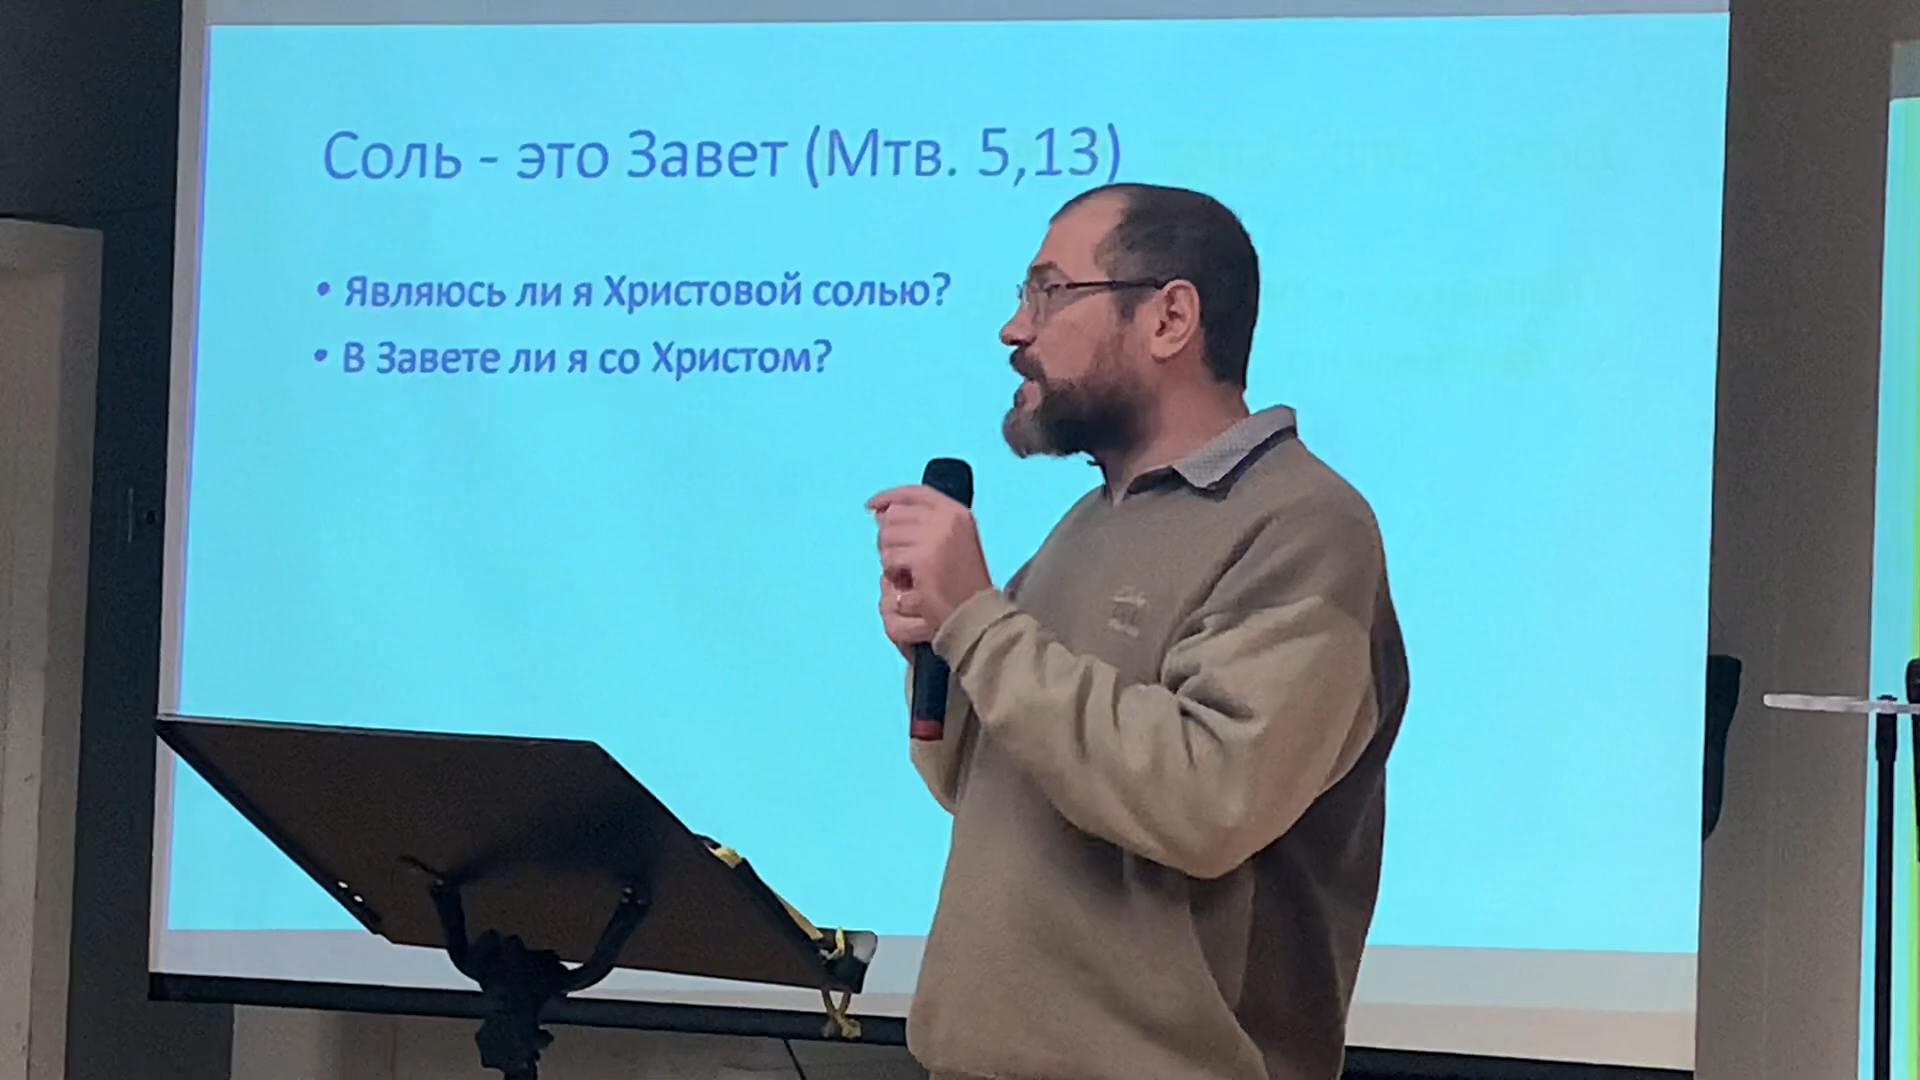 Соль - это Завет (Мтв. 5,13)
• Являюсь ли я Христовой солью?
• В Завете ли я со Христом?